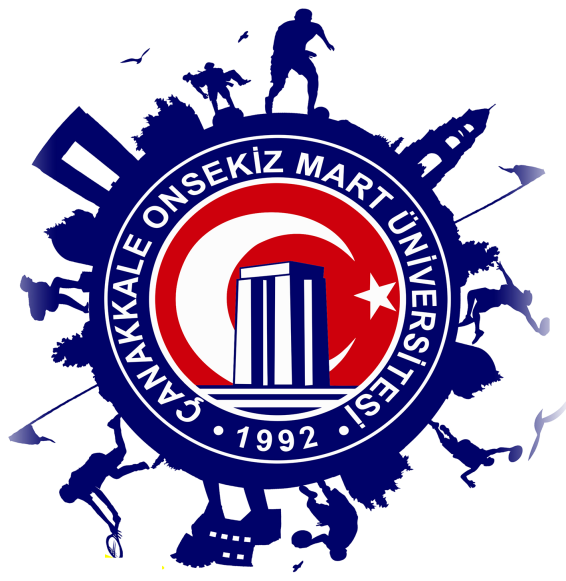 ÇANAKKALE ONSEKİZ MART ÜNİVERSİTESİ
• 1992 •